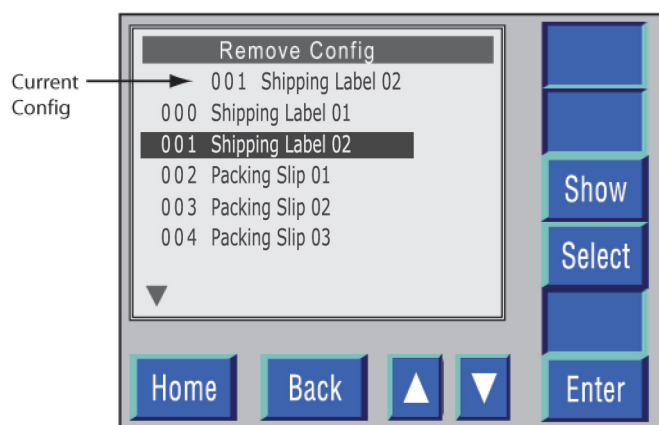 Remove Config
Current
Config
001 Shipping Label 02
000 Shipping Label 01
001 Shipping Label 02
002 Packing Slip 01
003 Packing Slip 02
004 Packing Slip 03
Show
Select
Home
Back
Enter